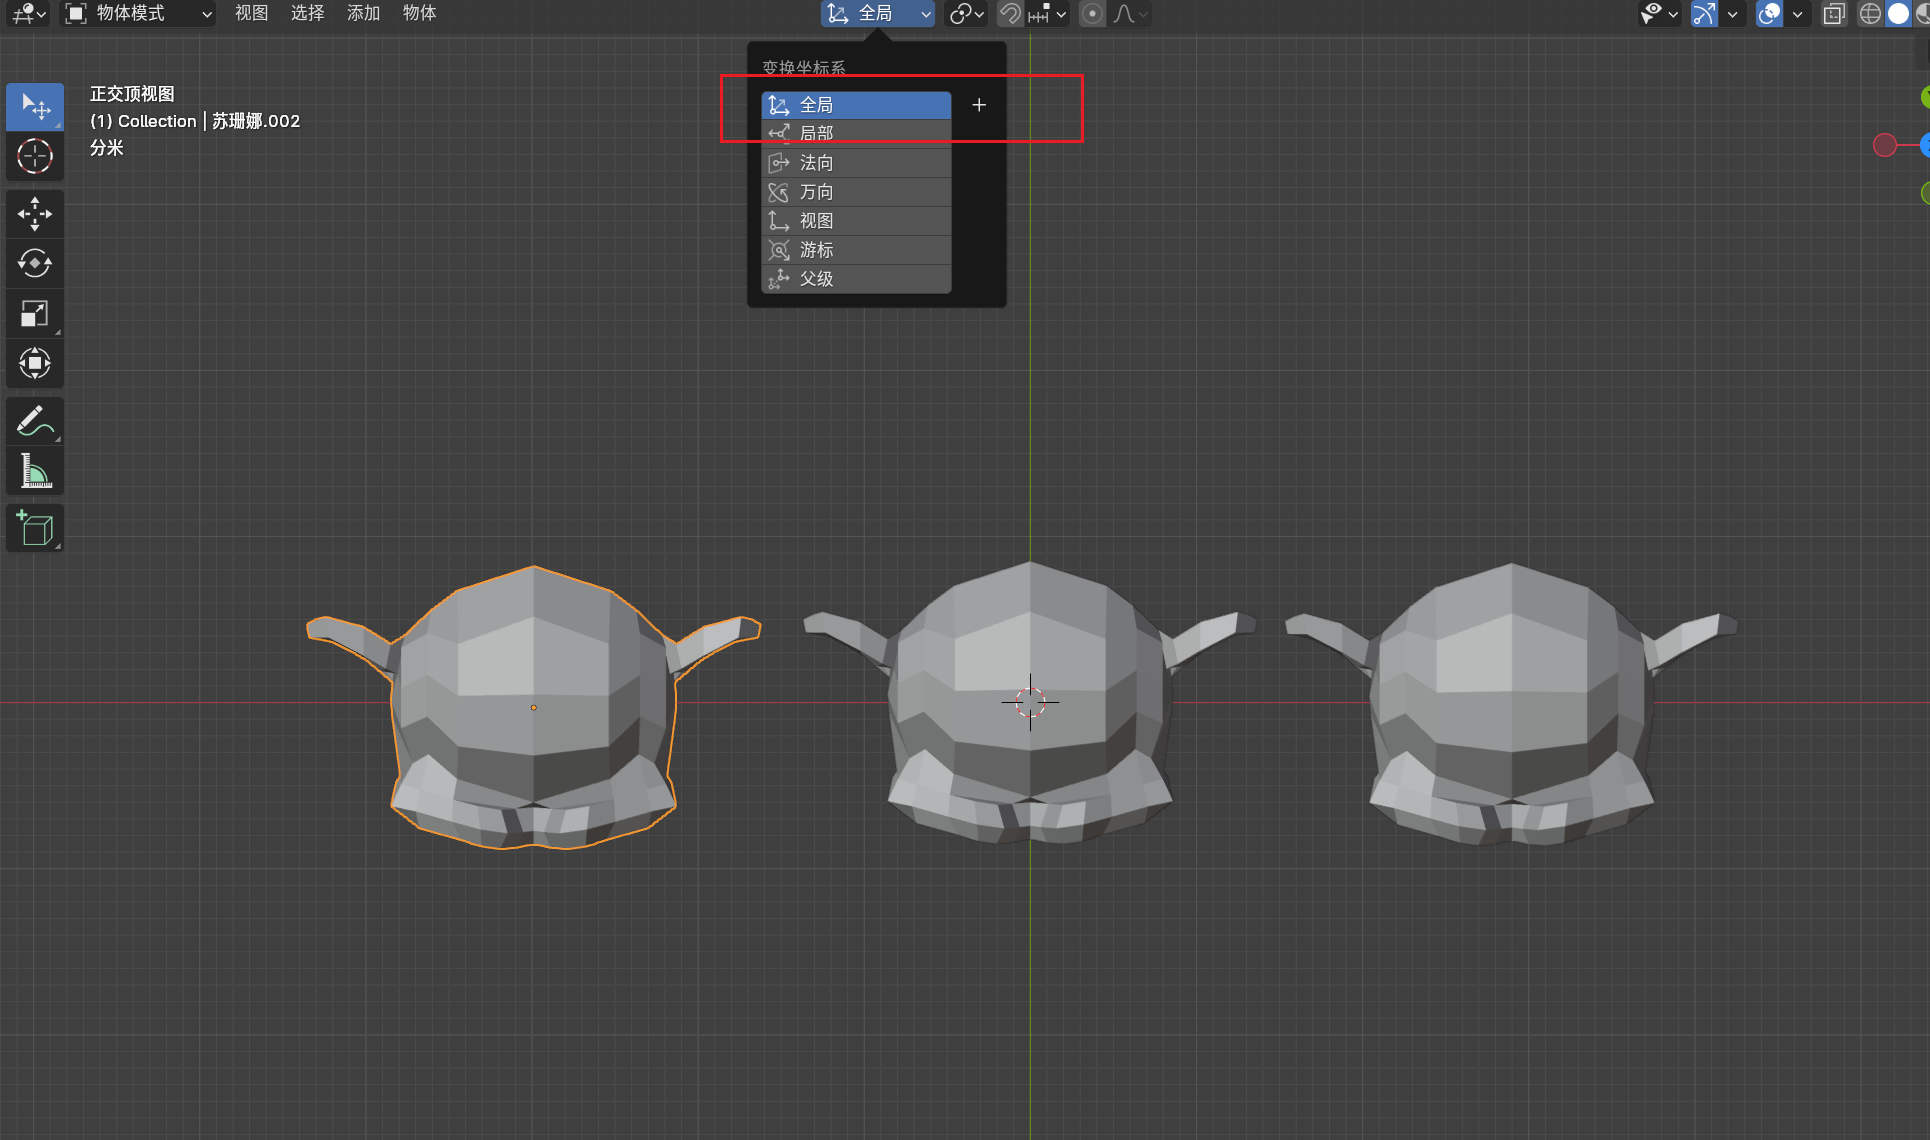 物体模式 视图 选择 添加 物体 全局
正交顶视图
(1) Collection | 苏珊娜.002
分米
变换坐标系
全局
局部
法向
万向
视图
游标
父级